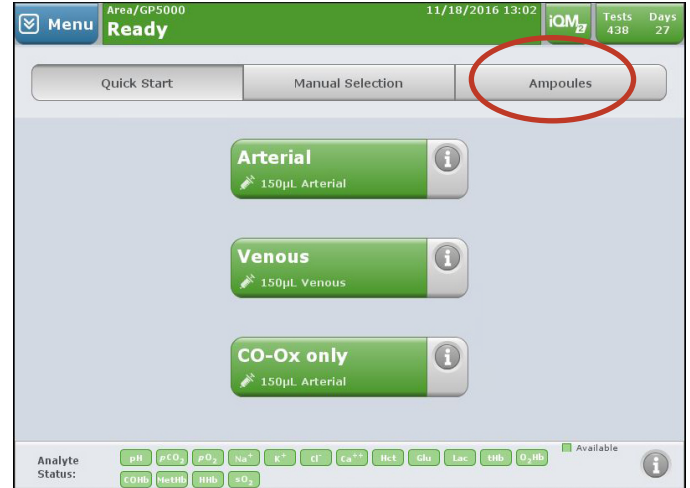 Menu
Area/GP5000 11/18/2016 13:02
Ready
iQM2
Tests Days
438 27
Quick Start Manual Selection Ampoules
Arterial
150µL Arterial
Venous
150µL Venous
CO-Ox only
150µL Arterial
Analyte
Status:
pH pCO₂ pO₂ Na⁺ K⁺ Cl⁻ Ca⁺⁺ Hct Glu Lac tHb O₂Hb
COHb MetHb HHb sO₂
Available